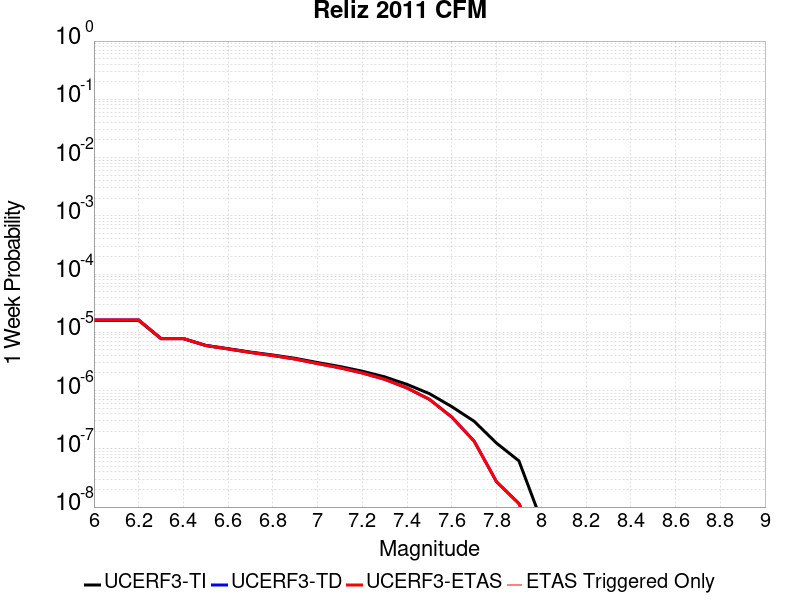 Reliz 2011 CFM
10^0
10^-1
10^-2
10^-3
10^-4
10^-5
10^-6
10^-7
10^-8
1 Week Probability
6 6.2 6.4 6.6 6.8 7 7.2 7.4 7.6 7.8 8 8.2 8.4 8.6 8.8 9
Magnitude
UCERF3-TI UCERF3-TD UCERF3-ETAS ETAS Triggered Only